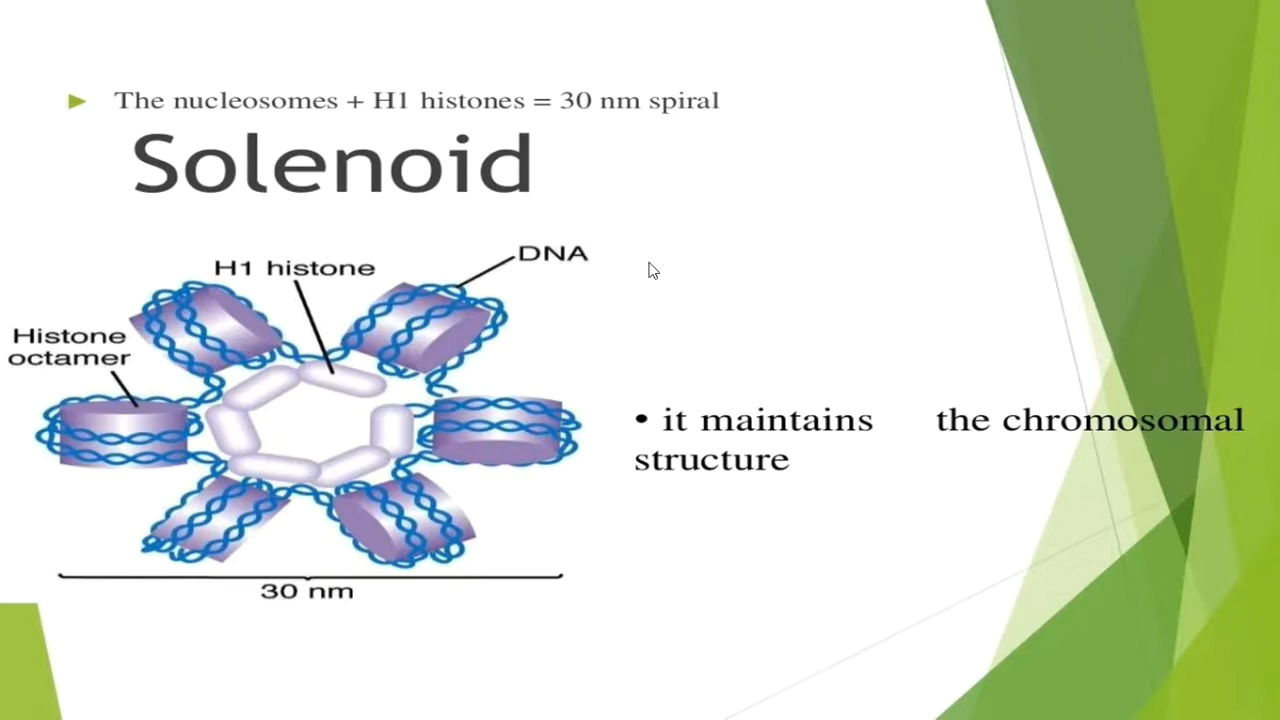 The nucleosomes + H1 histones = 30 nm spiral
Solenoid
DNA
H1 histone
Histone
octamer
• it maintains the chromosomal
structure
30 nm